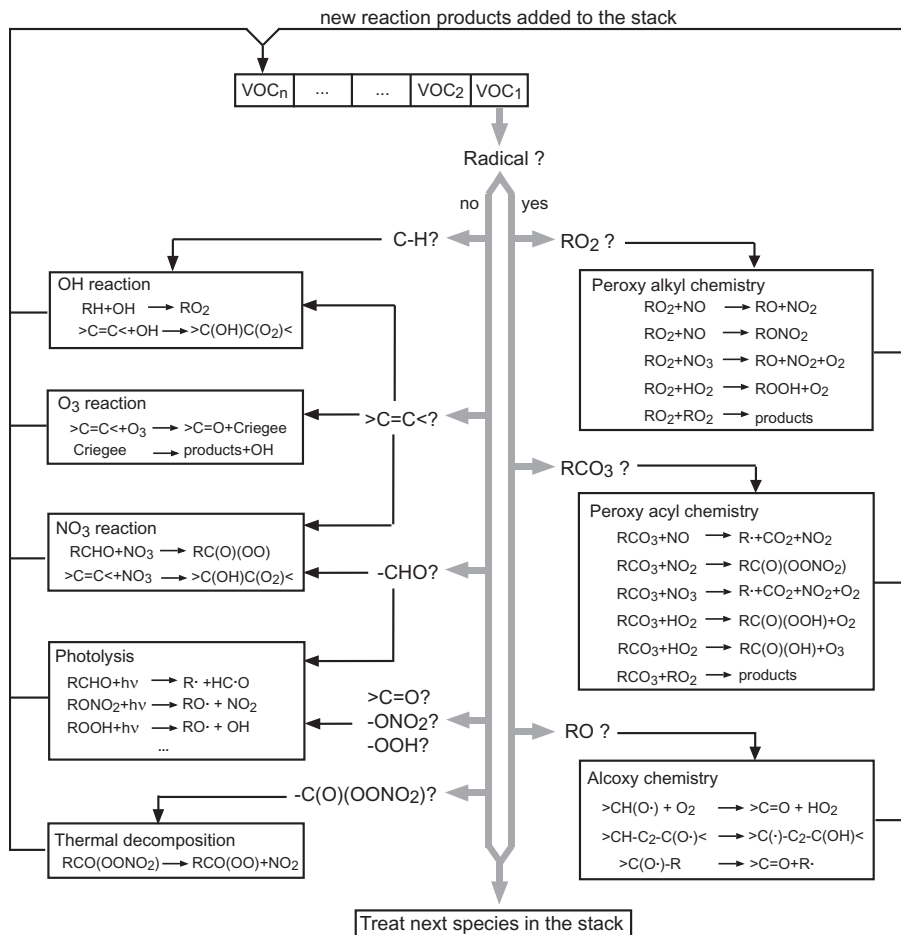 new reaction products added to the stack
VOCn ... ... VOC2 VOC1
Radical ?
no yes
C-H?
OH reaction
RH+OH → RO2
>C=C<+OH → >C(OH)C(O2)<
O3 reaction
>C=C<+O3 → >C=O+Criegee
Criegee → products+OH
>C=C<?
NO3 reaction
RCHO+NO3 → RC(O)(OO)
>C=C<+NO3 → >C(OH)C(O2)<
-CHO?
Photolysis
RCHO+hν → R· +HC·O
RONO2+hν → RO· + NO2
ROOH+hν → RO· + OH
...
>C=O?
-ONO2?
-OOH?
-C(O)(OONO2)?
Thermal decomposition
RCO(OONO2) → RCO(OO)+NO2
RO2 ?
Peroxy alkyl chemistry
RO2+NO → RO+NO2
RO2+NO → RONO2
RO2+NO3 → RO+NO2+O2
RO2+HO2 → ROOH+O2
RO2+RO2 → products
RCO3 ?
Peroxy acyl chemistry
RCO3+NO → R·+CO2+NO2
RCO3+NO2 → RC(O)(OONO2)
RCO3+NO3 → R·+CO2+NO2+O2
RCO3+HO2 → RC(O)(OOH)+O2
RCO3+HO2 → RC(O)(OH)+O3
RCO3+RO2 → products
RO ?
Alcoxy chemistry
>CH(O·) + O2 → >C=O + HO2
>CH-C2-C(O·)< → >C(·)-C2-C(OH)<
>C(O·)-R → >C=O+R·
Treat next species in the stack